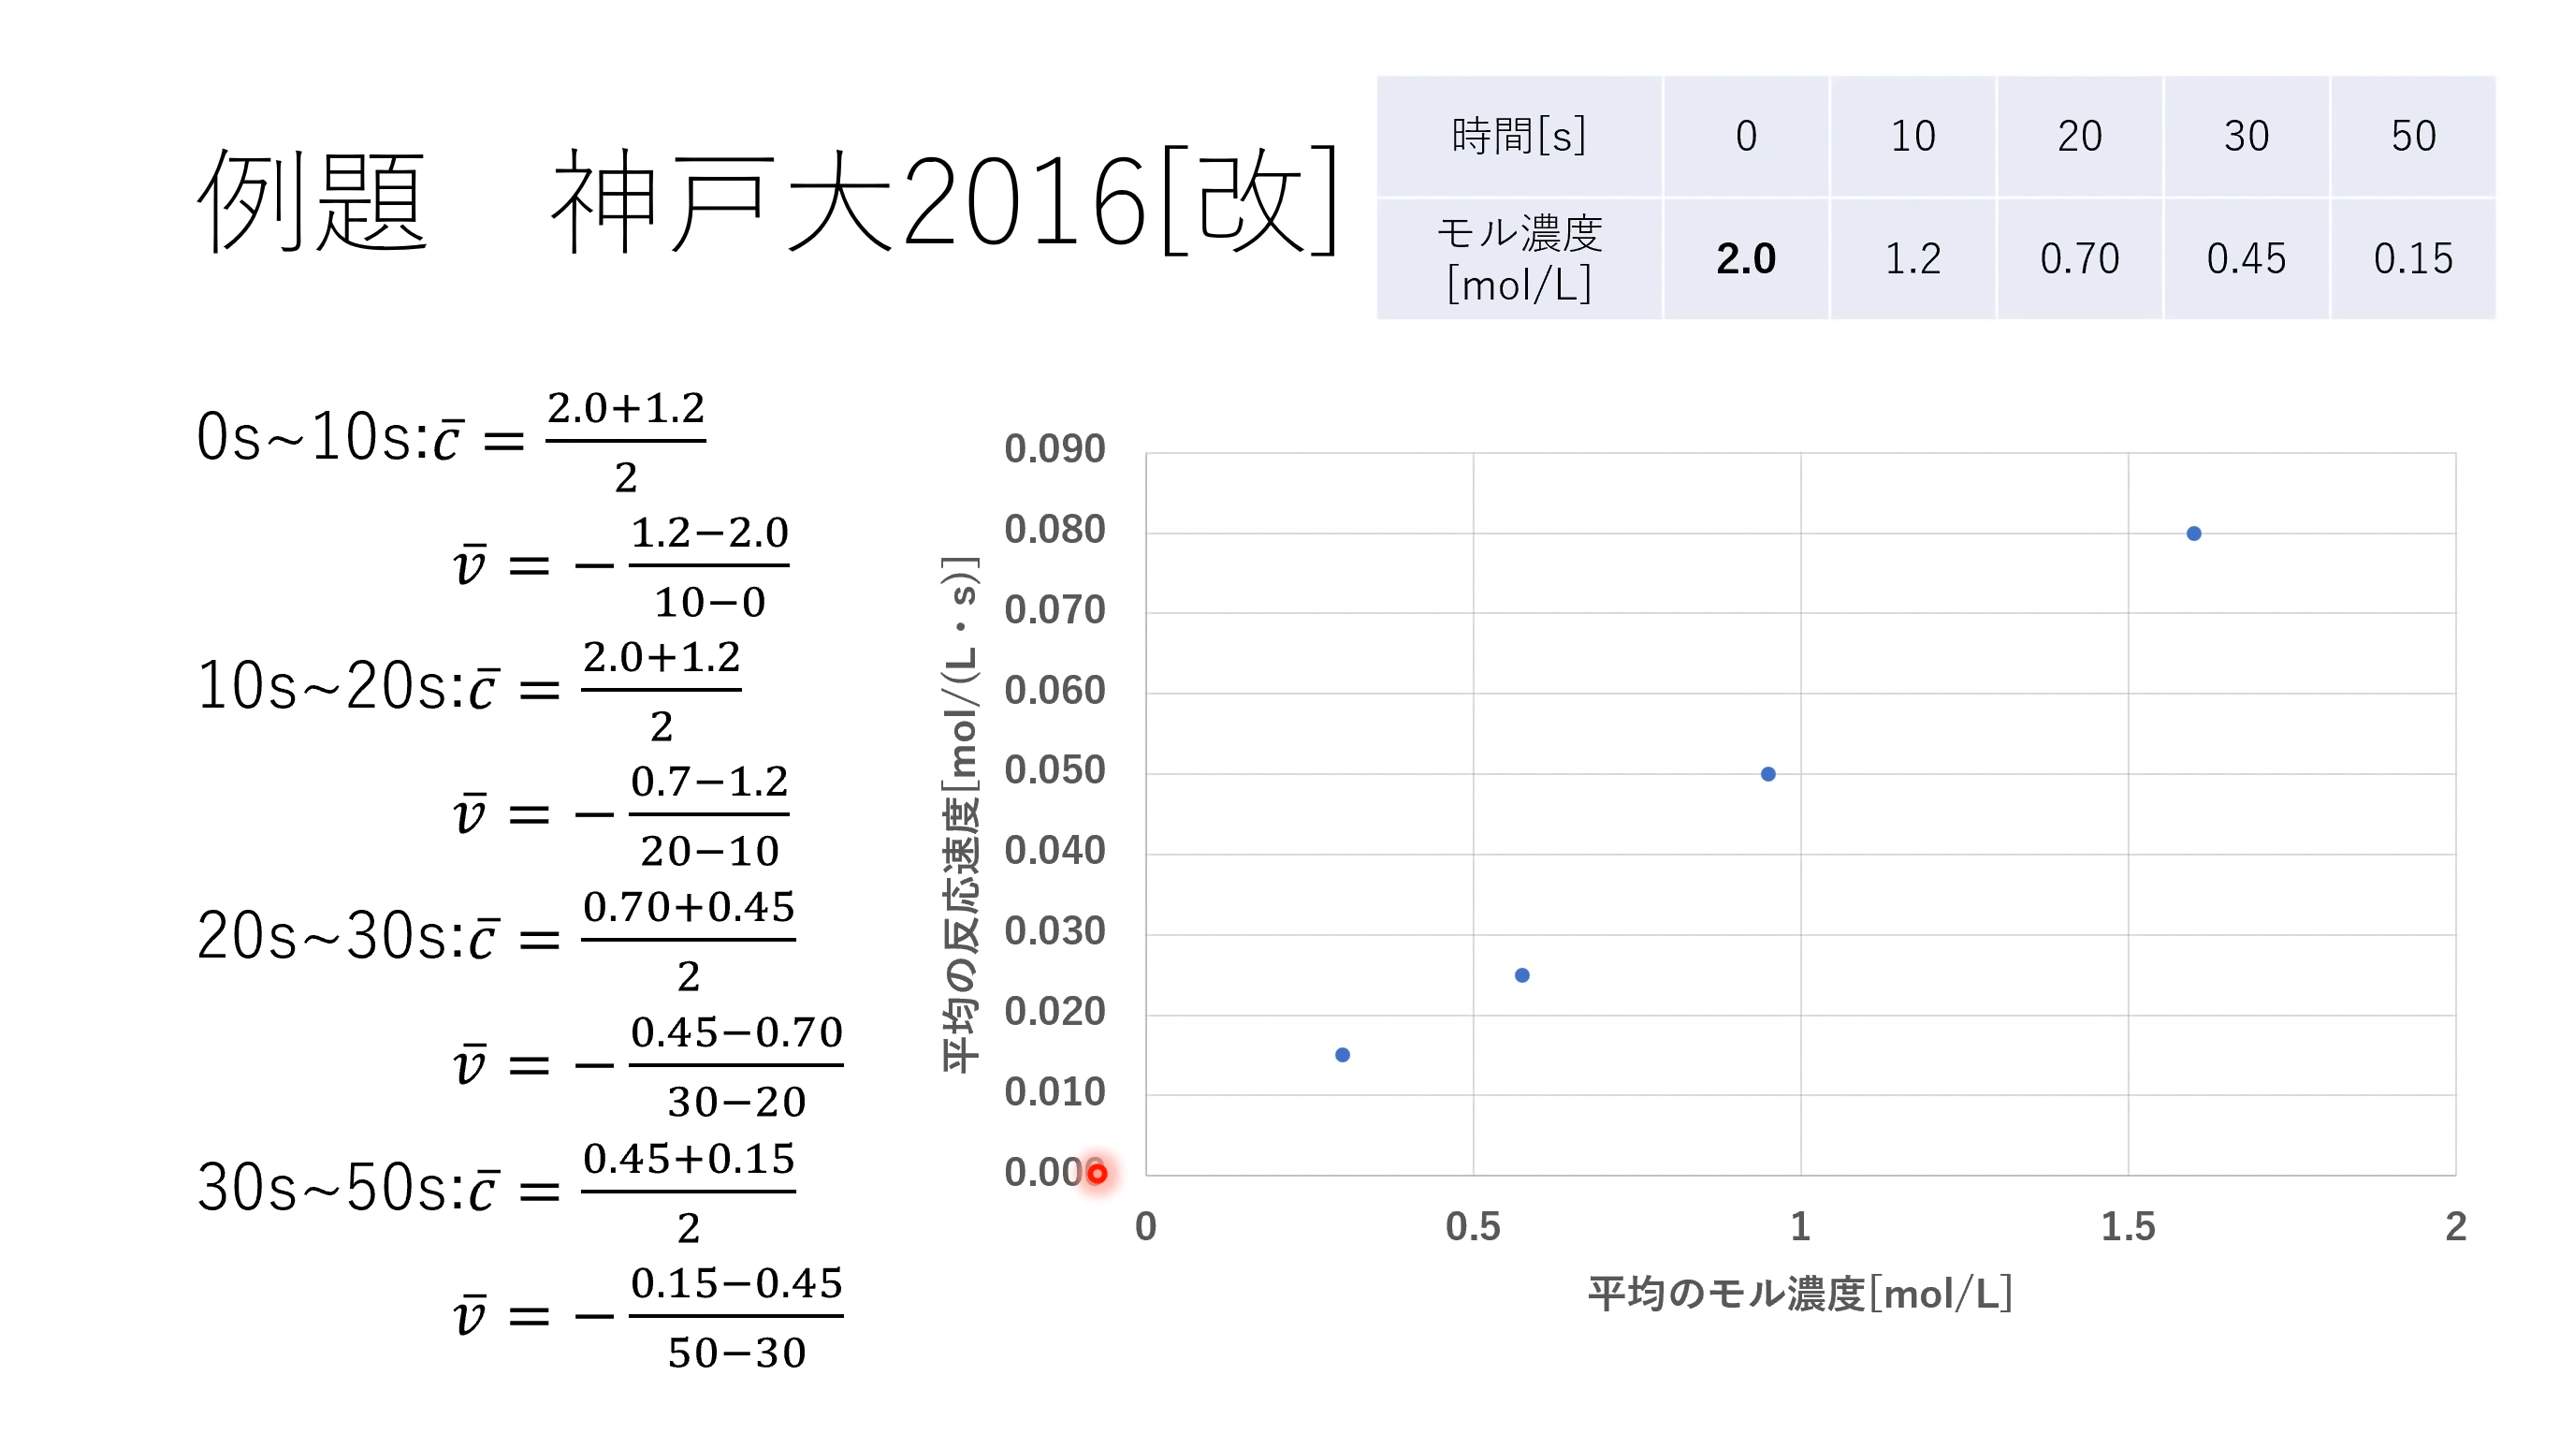 例題　神戸大2016[改]
時間[s] 0 10 20 30 50
モル濃度
[mol/L] 2.0 1.2 0.70 0.45 0.15
0s~10s:c̄ = (2.0+1.2)/2
v̄ = −(1.2−2.0)/(10−0)
10s~20s:c̄ = (2.0+1.2)/2
v̄ = −(0.7−1.2)/(20−10)
20s~30s:c̄ = (0.70+0.45)/2
v̄ = −(0.45−0.70)/(30−20)
30s~50s:c̄ = (0.45+0.15)/2
v̄ = −(0.15−0.45)/(50−30)
平均の反応速度[mol/(L・s)]
0.090
0.080
0.070
0.060
0.050
0.040
0.030
0.020
0.010
0.000
0 0.5 1 1.5 2
平均のモル濃度[mol/L]